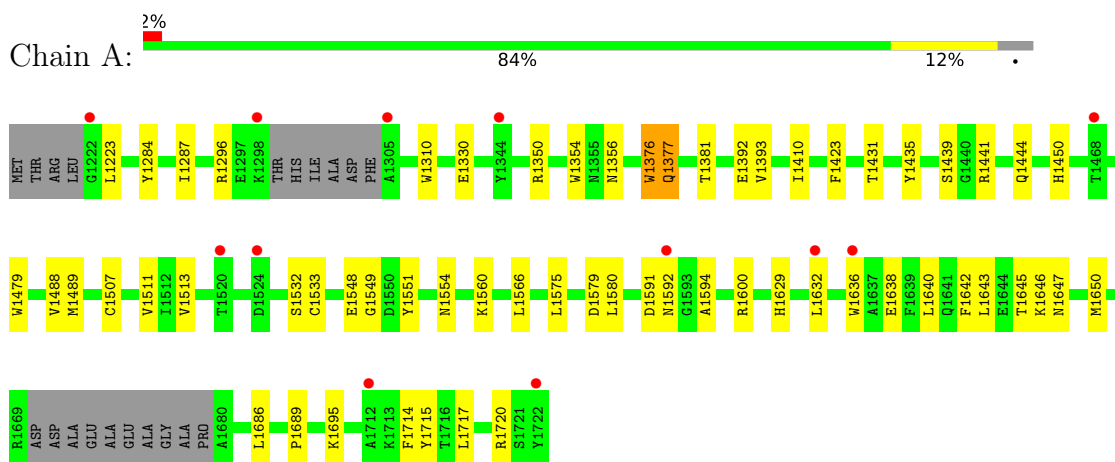 2%
Chain A:
84% 12% •
MET THR ARG LEU G1222 L1223 Y1284 I1287 R1296 E1297 K1298 THR HIS ILE ALA ASP PHE A1305 W1310 E1330 Y1344 R1350 W1354 N1355 N1356 W1376 Q1377 T1381 E1392 V1393 I1410 F1423 T1431 Y1435 S1439 G1440 R1441 Q1444 H1450 T1468
W1479 V1488 M1489 C1507 V1511 I1512 V1513 T1520 D1524 S1532 C1533 E1548 G1549 D1550 Y1551 N1554 K1560 L1566 L1575 D1579 L1580 D1591 N1592 G1593 A1594 R1600 H1629 L1632 W1636 A1637 E1638 F1639 L1640 Q1641 F1642 L1643 E1644 T1645 K1646 N1647 M1650
R1669 ASP ASP ALA GLU ALA GLU ALA GLY ALA PRO A1680 L1686 P1689 K1695 A1712 K1713 F1714 Y1715 T1716 L1717 R1720 S1721 Y1722